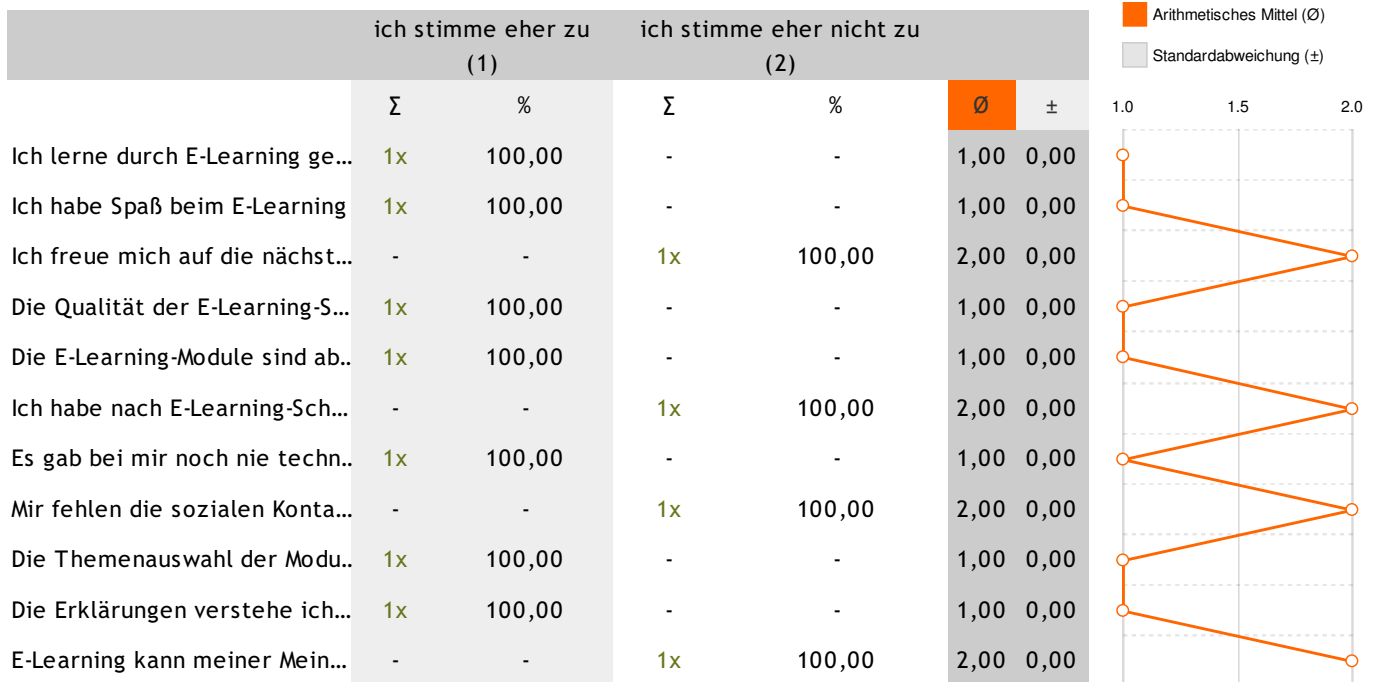 ich stimme eher zu (1) ich stimme eher nicht zu (2)
Arithmetisches Mittel (Ø)
Standardabweichung (±)
Σ % Σ % Ø ± 1.0 1.5 2.0
Ich lerne durch E-Learning ge... 1x 100,00 - - 1,00 0,00
Ich habe Spaß beim E-Learning 1x 100,00 - - 1,00 0,00
Ich freue mich auf die nächst... - - 1x 100,00 2,00 0,00
Die Qualität der E-Learning-S... 1x 100,00 - - 1,00 0,00
Die E-Learning-Module sind ab.. 1x 100,00 - - 1,00 0,00
Ich habe nach E-Learning-Sch... - - 1x 100,00 2,00 0,00
Es gab bei mir noch nie techn.. 1x 100,00 - - 1,00 0,00
Mir fehlen die sozialen Konta... - - 1x 100,00 2,00 0,00
Die Themenauswahl der Modu.. 1x 100,00 - - 1,00 0,00
Die Erklärungen verstehe ich... 1x 100,00 - - 1,00 0,00
E-Learning kann meiner Mein... - - 1x 100,00 2,00 0,00